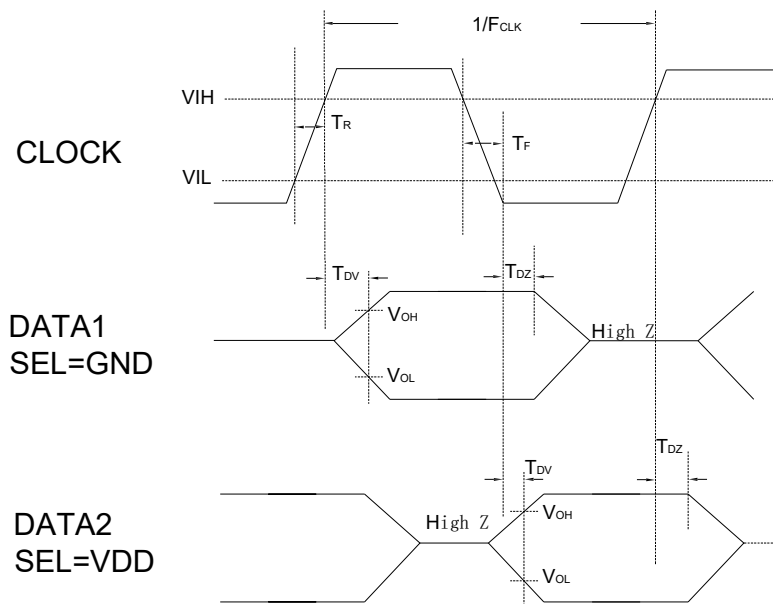 1/FCLK
VIH
TR
CLOCK
TF
VIL
TDV
TDZ
DATA1
SEL=GND
VOH
High Z
VOL
TDV
TDZ
DATA2
SEL=VDD
High Z
VOH
VOL